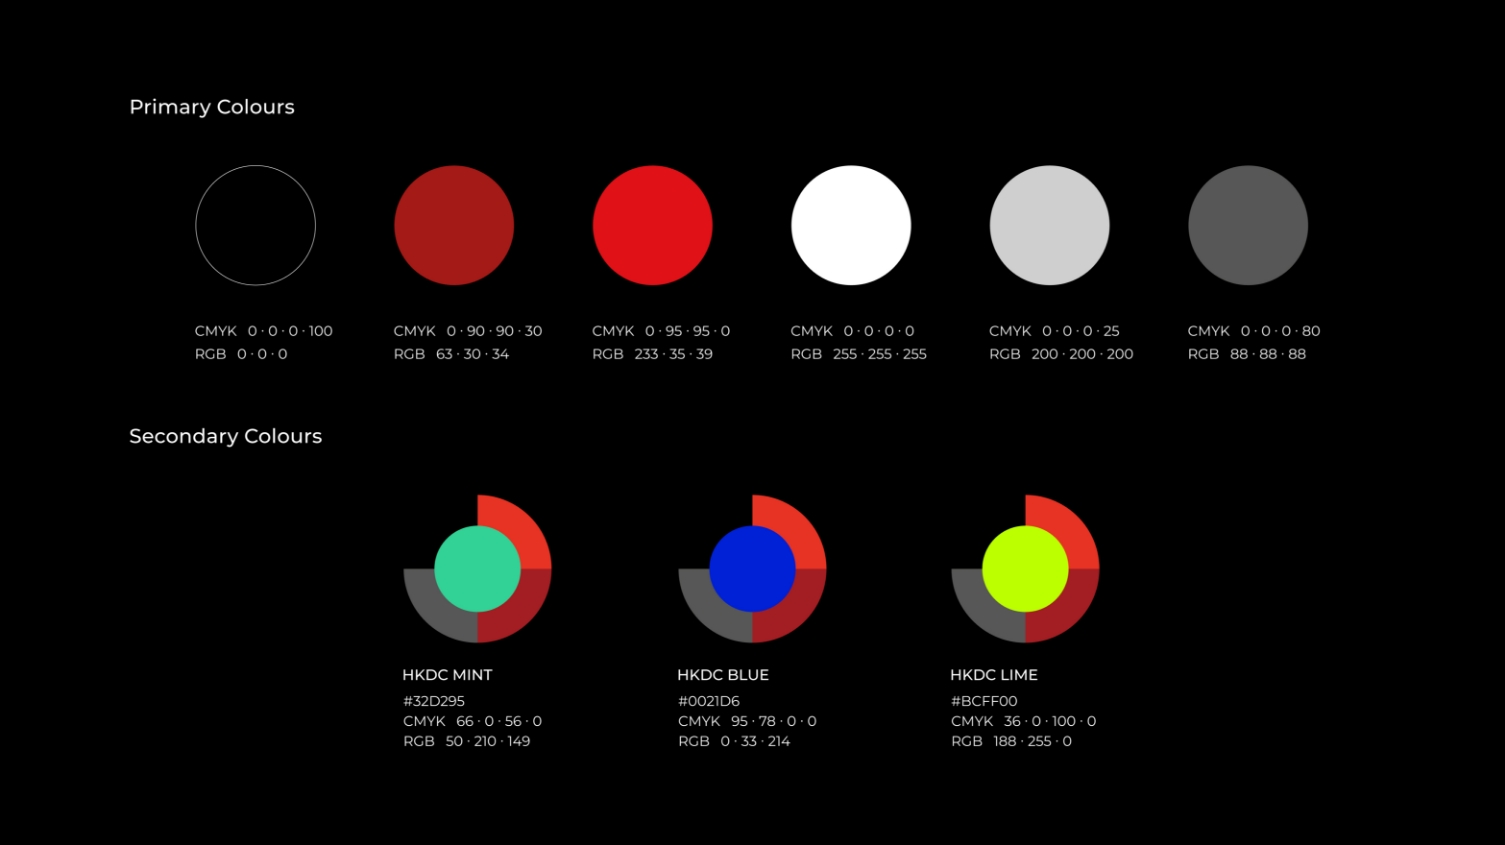 Primary Colours
CMYK 0 · 0 · 0 · 100
RGB 0 · 0 · 0
CMYK 0 · 90 · 90 · 30
RGB 63 · 30 · 34
CMYK 0 · 95 · 95 · 0
RGB 233 · 35 · 39
CMYK 0 · 0 · 0 · 0
RGB 255 · 255 · 255
CMYK 0 · 0 · 0 · 25
RGB 200 · 200 · 200
CMYK 0 · 0 · 0 · 80
RGB 88 · 88 · 88
Secondary Colours
HKDC MINT
#32D295
CMYK 66 · 0 · 56 · 0
RGB 50 · 210 · 149
HKDC BLUE
#0021D6
CMYK 95 · 78 · 0 · 0
RGB 0 · 33 · 214
HKDC LIME
#BCFF00
CMYK 36 · 0 · 100 · 0
RGB 188 · 255 · 0